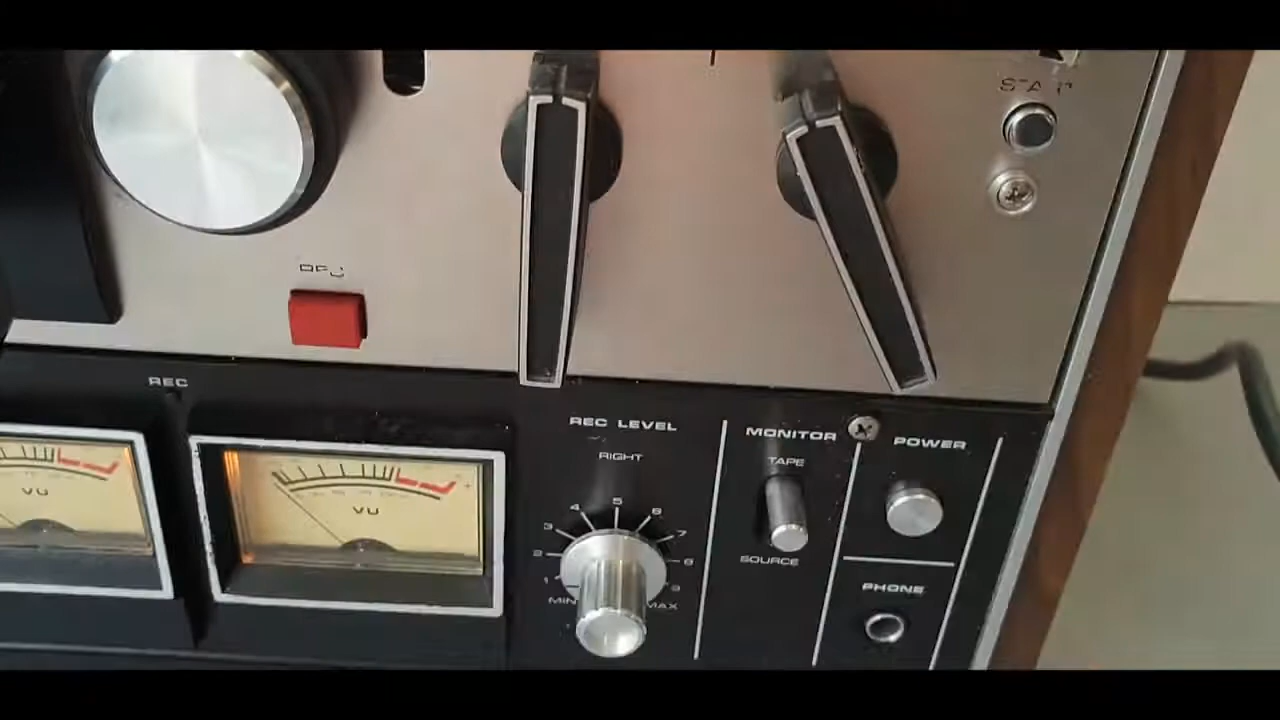 START
REC
REC LEVEL
RIGHT
MIN 1 2 3 4 5 6 7 8 9 MAX
MONITOR
TAPE
SOURCE
POWER
PHONE
VU
VU